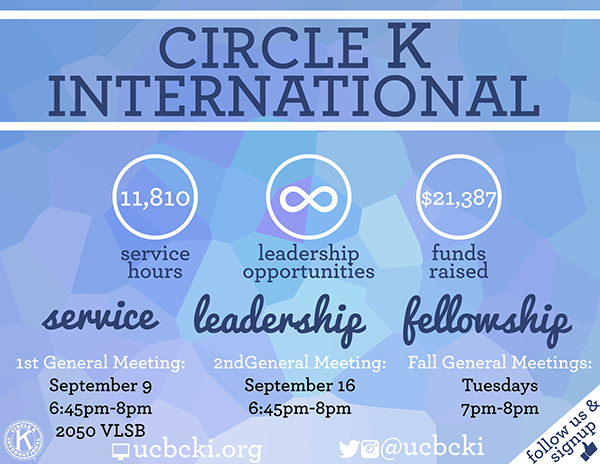 CIRCLE K
INTERNATIONAL
11,810
service
hours
∞
leadership
opportunities
$21,387
funds
raised
service
leadership
fellowship
1st General Meeting:
September 9
6:45pm-8pm
2050 VLSB
2ndGeneral Meeting:
September 16
6:45pm-8pm
Fall General Meetings:
Tuesdays
7pm-8pm
CIRCLE K
INTERNATIONAL
K
ucbcki.org
@ucbcki
follow us &
signup